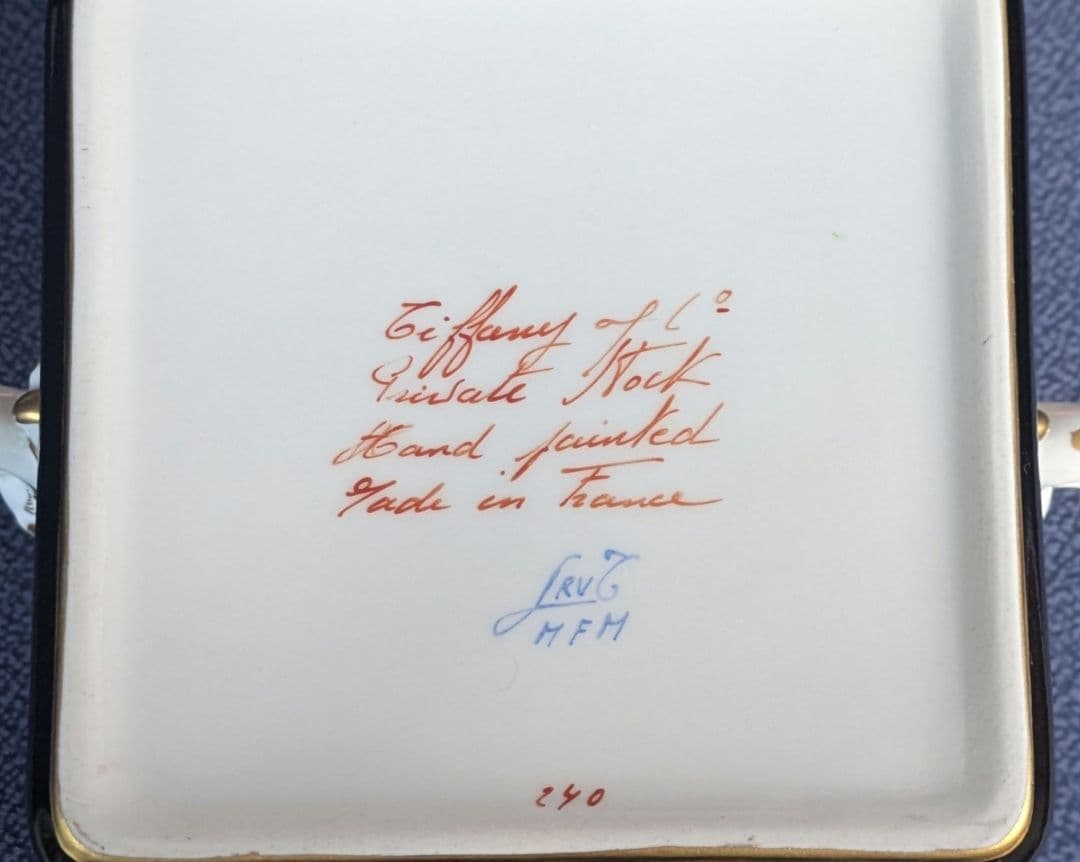 Tiffany & Cº
Private Stock
Hand painted
Made in France
MFM
240